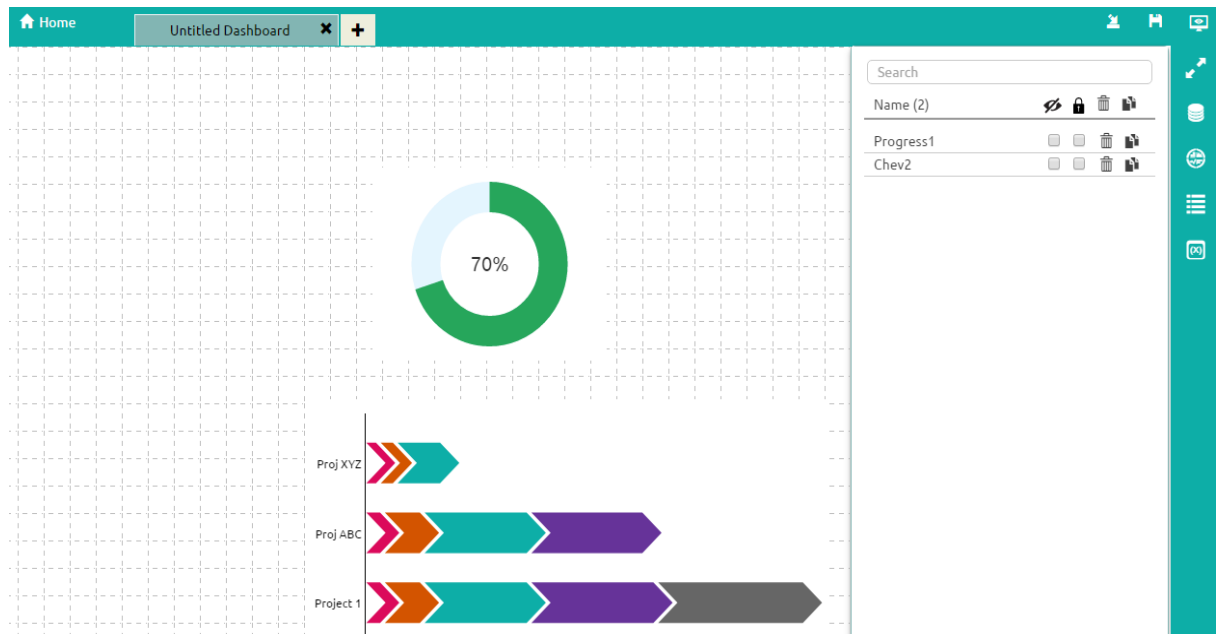 Home
Untitled Dashboard
Search
Name (2)
Progress1
Chev2
70%
Proj XYZ
Proj ABC
Project 1